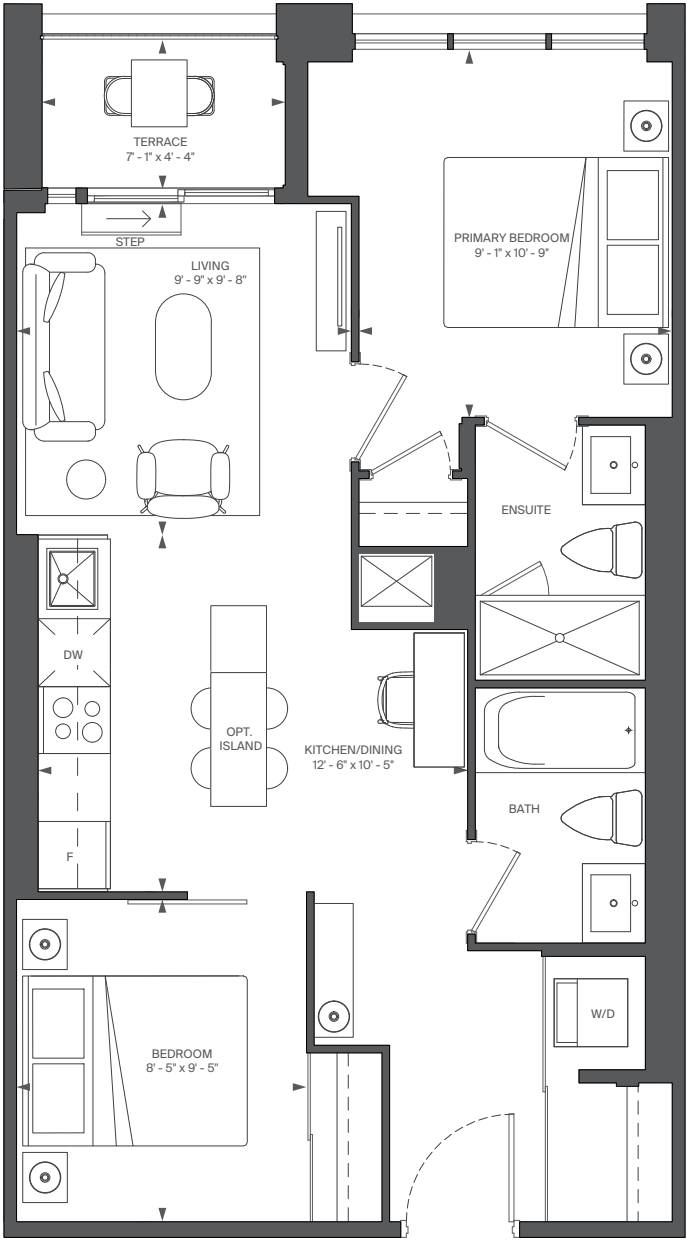 TERRACE
7' - 1" x 4' - 4"
STEP
LIVING
9' - 9" x 9' - 8"
PRIMARY BEDROOM
9' - 1" x 10' - 9"
ENSUITE
DW
OPT.
ISLAND
KITCHEN/DINING
12' - 6" x 10' - 5"
BATH
F
W/D
BEDROOM
8' - 5" x 9' - 5"